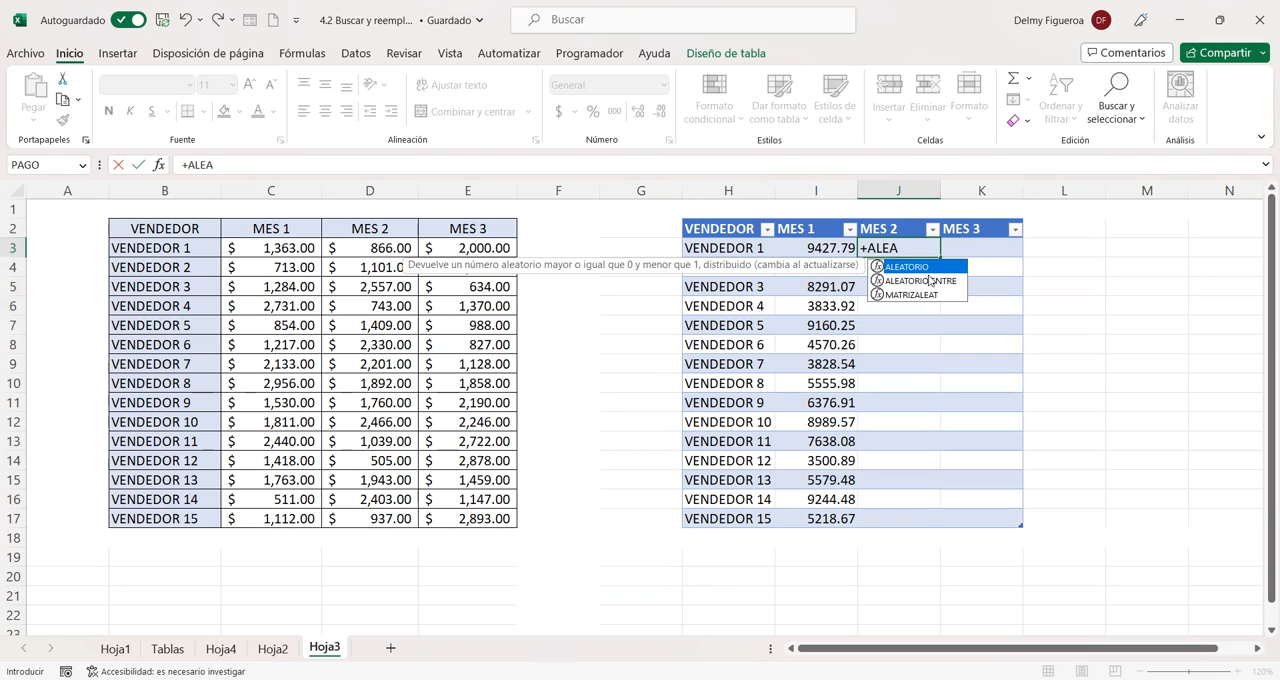 Autoguardado
4.2 Buscar y reempl... • Guardado
Buscar
Delmy Figueroa
DF
Archivo Inicio Insertar Disposición de página Fórmulas Datos Revisar Vista Automatizar Programador Ayuda Diseño de tabla
Comentarios
Compartir
Pegar
11
N K S
Ajustar texto
Combinar y centrar
General
$ % 000
Formato condicional
Dar formato como tabla
Estilos de celda
Insertar
Eliminar
Formato
Ordenar y filtrar
Buscar y seleccionar
Analizar datos
Portapapeles Fuente Alineación Número Estilos Celdas Edición Análisis
PAGO
fx
+ALEA
A B C D E F G H I J K L M N
1
2 VENDEDOR MES 1 MES 2 MES 3 VENDEDOR MES 1 MES 2 MES 3
3 VENDEDOR 1 $ 1,363.00 866.00 $ 2,000.00 VENDEDOR 1 9427.79 +ALEA
Devuelve un número aleatorio mayor o igual que 0 y menor que 1, distribuido (cambia al actualizarse)
ALEATORIO
4 VENDEDOR 2 $ 713.00 $ 1,101.0
5 VENDEDOR 3 $ 1,284.00 $ 2,557.00 $ 634.00 VENDEDOR 3 8291.07
MATRIZALEAT
6 VENDEDOR 4 $ 2,731.00 $ 743.00 $ 1,370.00 VENDEDOR 4 3833.92
7 VENDEDOR 5 $ 854.00 $ 1,409.00 $ 988.00 VENDEDOR 5 9160.25
8 VENDEDOR 6 $ 1,217.00 $ 2,330.00 $ 827.00 VENDEDOR 6 4570.26
9 VENDEDOR 7 $ 2,133.00 $ 2,201.00 $ 1,128.00 VENDEDOR 7 3828.54
10 VENDEDOR 8 $ 2,956.00 $ 1,892.00 $ 1,858.00 VENDEDOR 8 5555.98
11 VENDEDOR 9 $ 1,530.00 $ 1,760.00 $ 2,190.00 VENDEDOR 9 6376.91
12 VENDEDOR 10 $ 1,811.00 $ 2,466.00 $ 2,246.00 VENDEDOR 10 8989.57
13 VENDEDOR 11 $ 2,440.00 $ 1,039.00 $ 2,722.00 VENDEDOR 11 7638.08
14 VENDEDOR 12 $ 1,418.00 $ 505.00 $ 2,878.00 VENDEDOR 12 3500.89
15 VENDEDOR 13 $ 1,763.00 $ 1,943.00 $ 1,459.00 VENDEDOR 13 5579.48
16 VENDEDOR 14 $ 511.00 $ 2,403.00 $ 1,147.00 VENDEDOR 14 9244.48
17 VENDEDOR 15 $ 1,112.00 $ 937.00 $ 2,893.00 VENDEDOR 15 5218.67
18
19
20
21
22
23
Hoja1 Tablas Hoja4 Hoja2 Hoja3
Introducir
Accesibilidad: es necesario investigar
120%